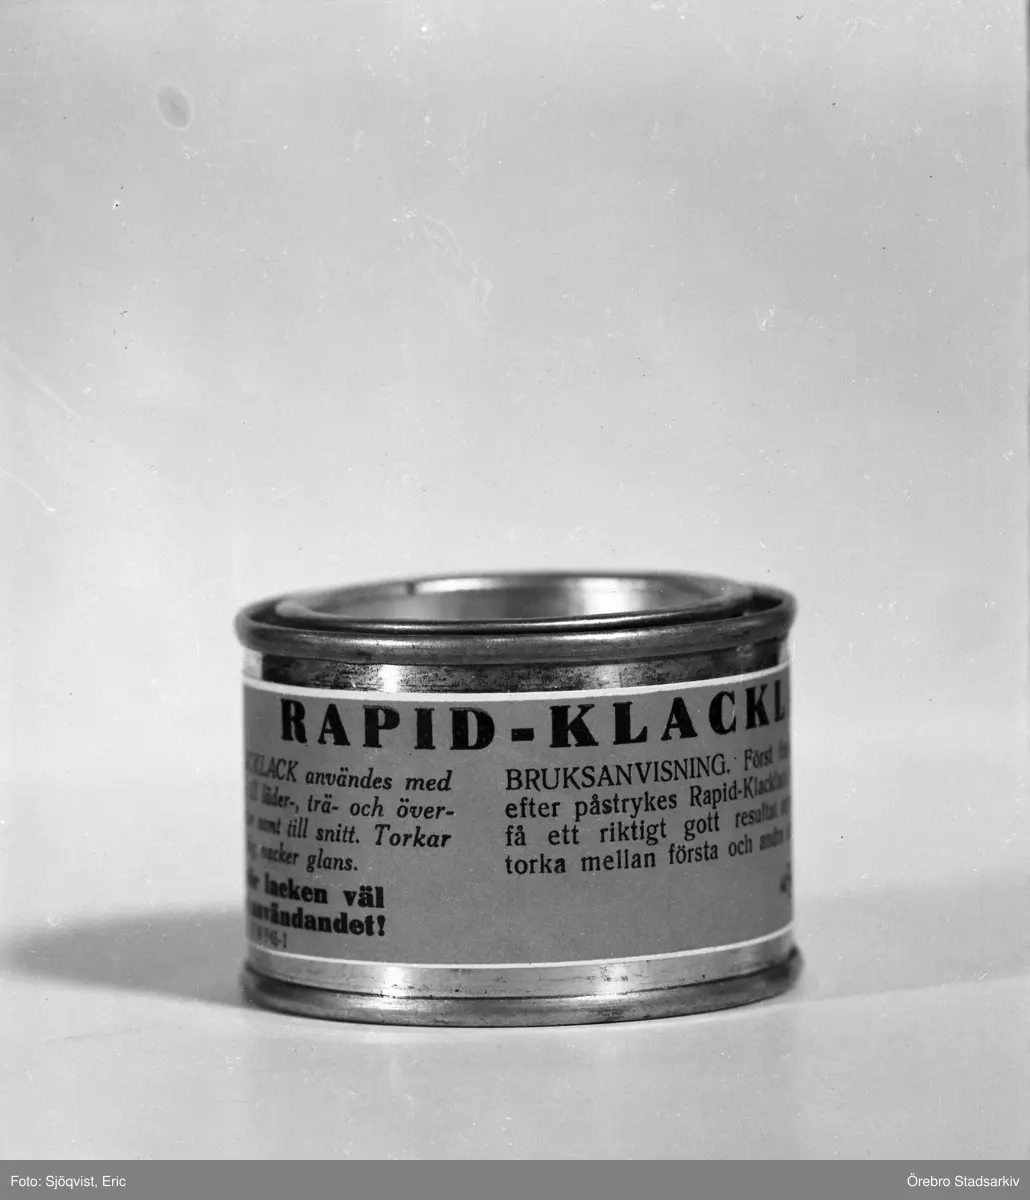 RAPID-KLACKL
KLACK användes med
läder-, trä- och över-
samt till snitt. Torkar
vacker glans.
lacken väl
användandet!
BRUKSANVISNING. Först
efter påstrykes Rapid-Klackl
få ett riktigt gott resultat
torka mellan första och andra
Foto: Sjöqvist, Eric
Örebro Stadsarkiv